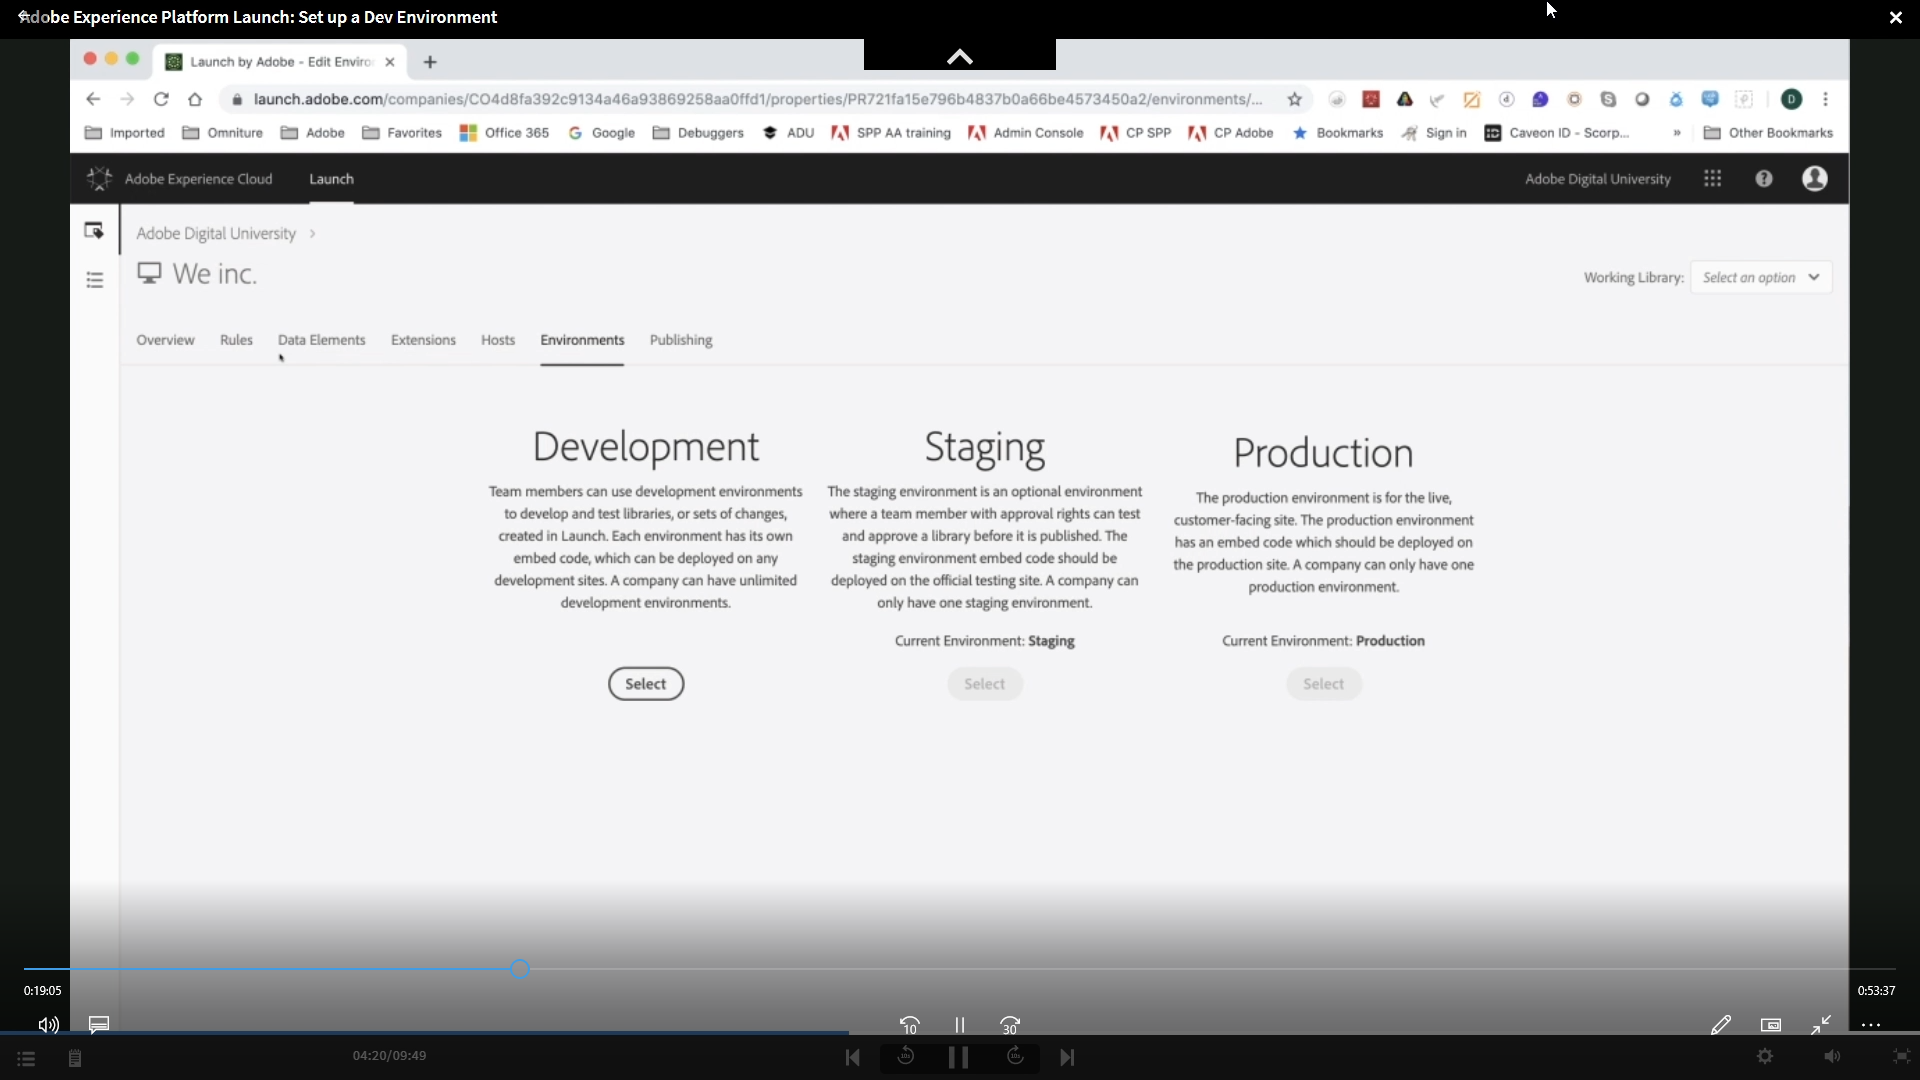 Adobe Experience Platform Launch: Set up a Dev Environment
Launch by Adobe - Edit Enviro
launch.adobe.com/companies/CO4d8fa392c9134a46a93869258aa0ffd1/properties/PR721fa15e796b4837b0a66be4573450a2/environments/...
Imported Omniture Adobe Favorites Office 365 Google Debuggers ADU SPP AA training Admin Console CP SPP CP Adobe Bookmarks Sign in Caveon ID - Scorp... » Other Bookmarks
Adobe Experience Cloud Launch Adobe Digital University
Adobe Digital University >
We inc.
Working Library: Select an option
Overview Rules Data Elements Extensions Hosts Environments Publishing
Development
Team members can use development environments
to develop and test libraries, or sets of changes,
created in Launch. Each environment has its own
embed code, which can be deployed on any
development sites. A company can have unlimited
development environments.
Select
Staging
The staging environment is an optional environment
where a team member with approval rights can test
and approve a library before it is published. The
staging environment embed code should be
deployed on the official testing site. A company can
only have one staging environment.
Current Environment: Staging
Select
Production
The production environment is for the live,
customer-facing site. The production environment
has an embed code which should be deployed on
the production site. A company can only have one
production environment.
Current Environment: Production
Select
0:19:05
0:53:37
10
30
04:20/09:49